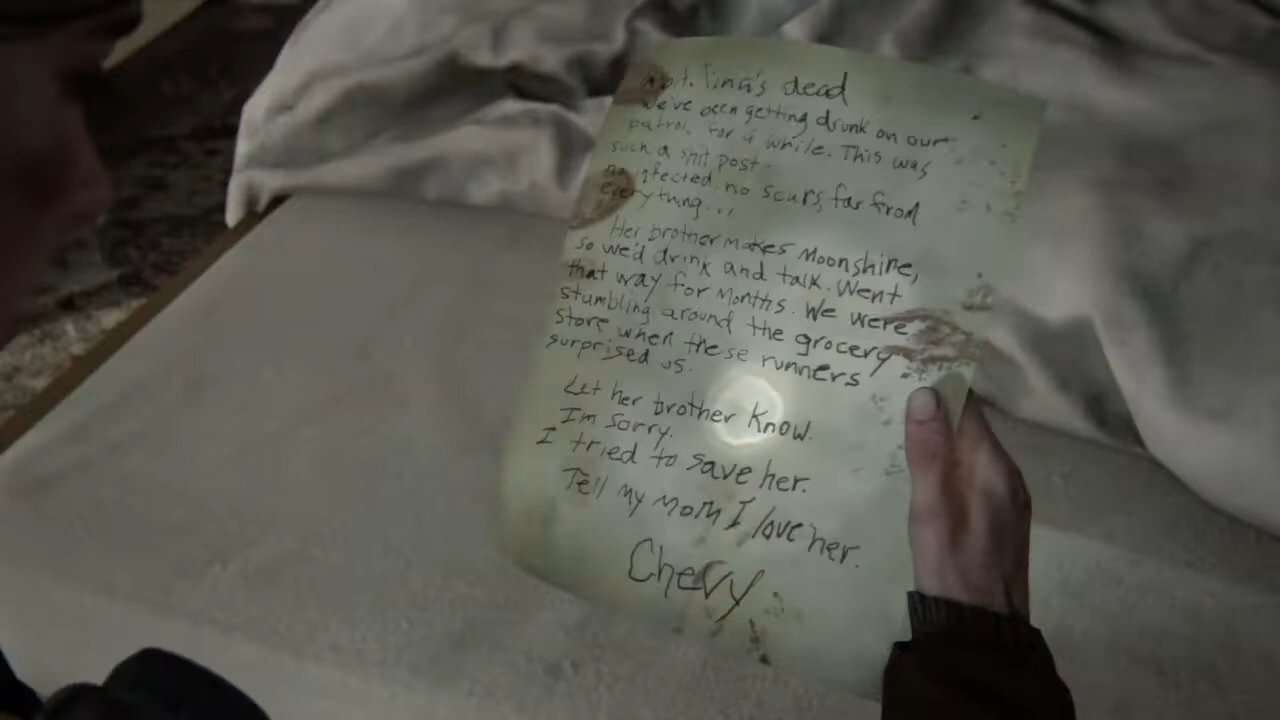 Tina's dead
we've been getting drunk on our
patrol for a while. This was
such a shit post
no infected, no scars, far from
everything...
Her brother makes Moonshine,
so we'd drink and talk. Went
that way for months. We were
stumbling around the grocery
store when these runners
surprised us.
Let her brother know.
I'm sorry.
I tried to save her.
Tell my mom I love her.
Chevy